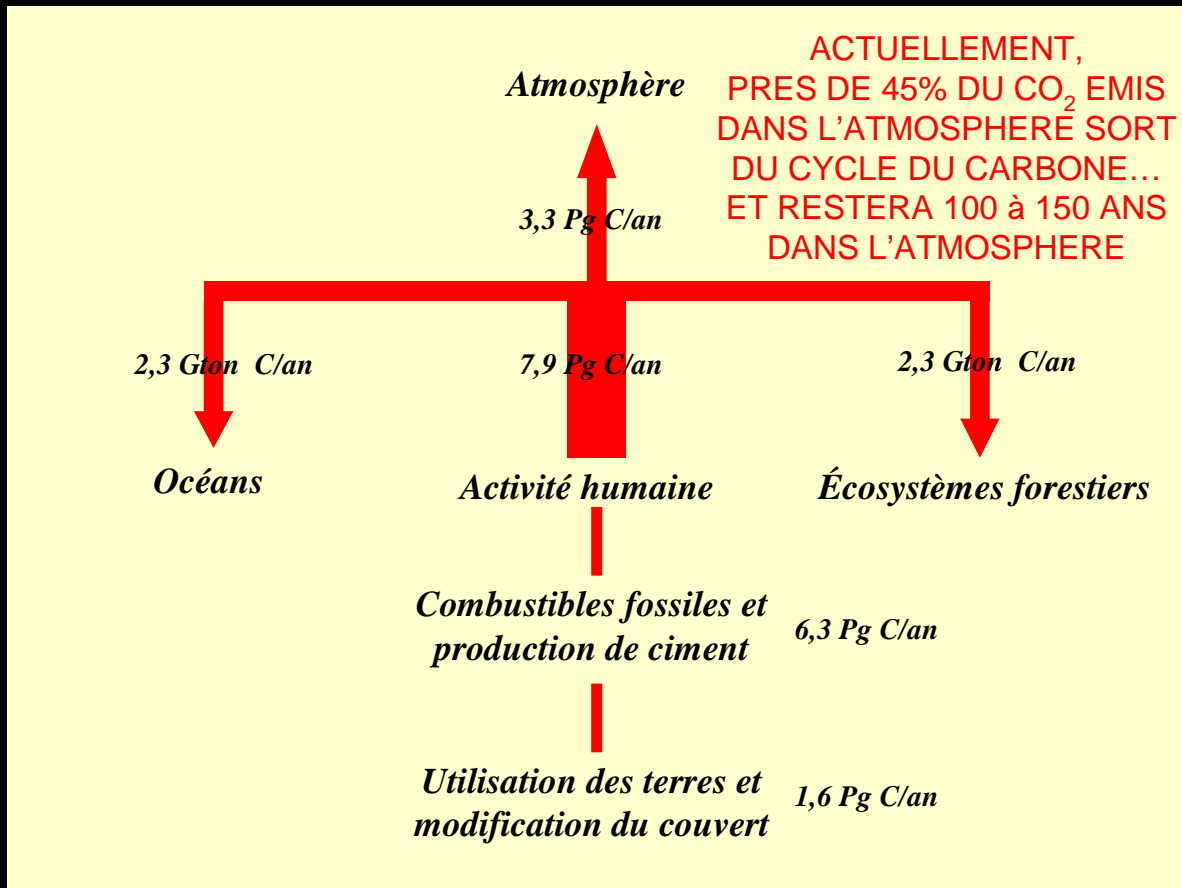 ACTUELLEMENT,
PRES DE 45% DU CO2 EMIS
DANS L'ATMOSPHERE SORT
DU CYCLE DU CARBONE…
ET RESTERA 100 à 150 ANS
DANS L'ATMOSPHERE
Atmosphère
3,3 Pg C/an
2,3 Gton C/an
7,9 Pg C/an
2,3 Gton C/an
Océans
Activité humaine
Écosystèmes forestiers
Combustibles fossiles et
production de ciment
6,3 Pg C/an
Utilisation des terres et
modification du couvert
1,6 Pg C/an